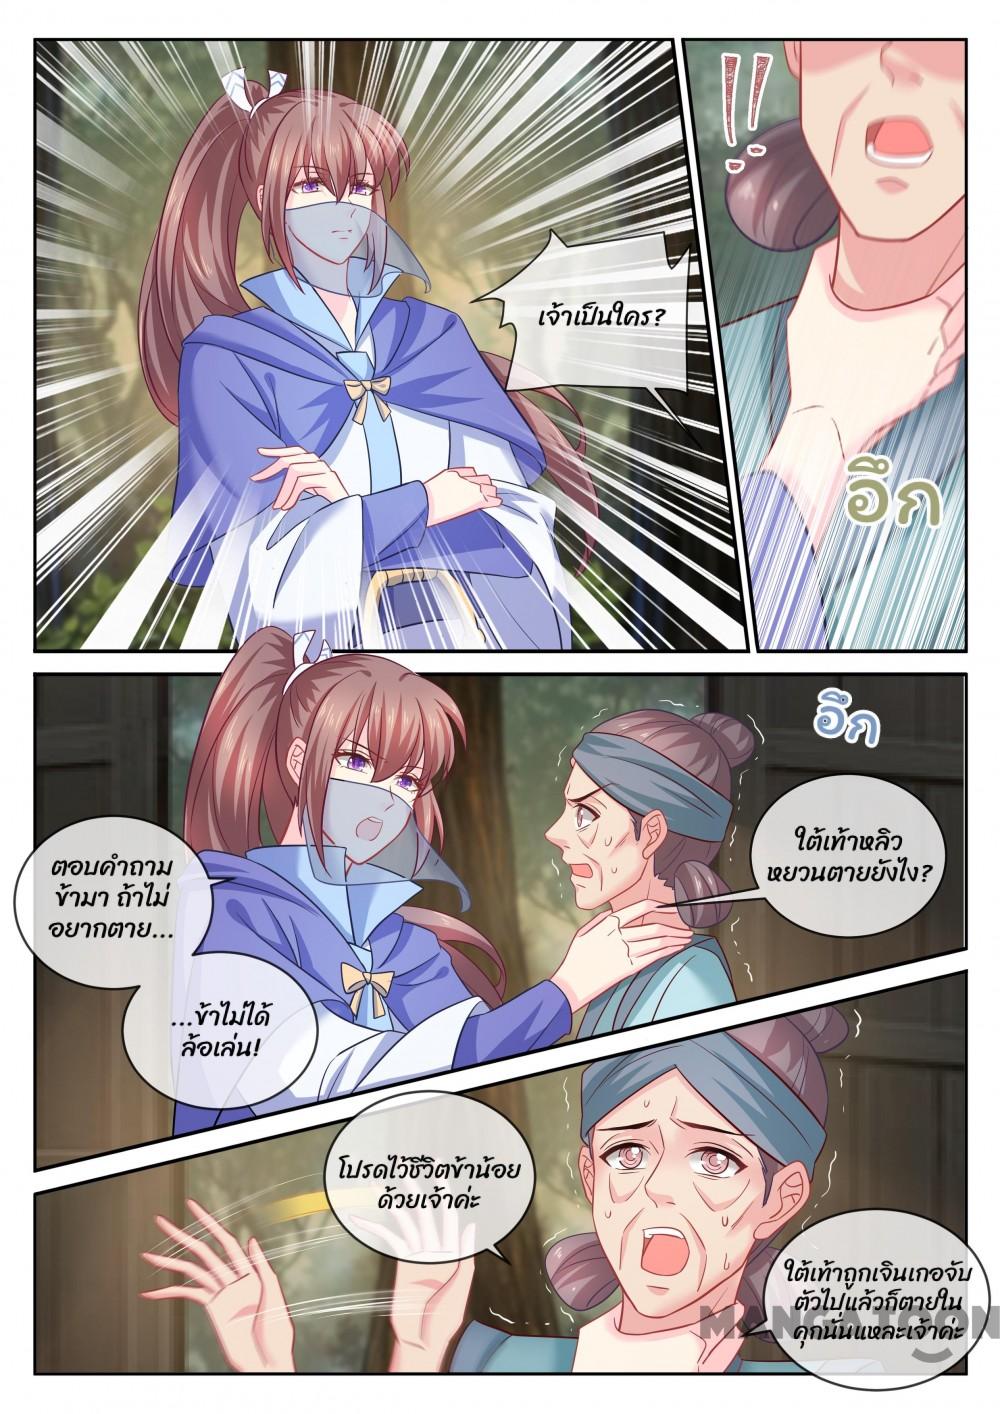 เจ้าเป็นใคร?
อึก
อึก
ใต้เท้าหลิว
หยวนตายยังไง?
ตอบคำถาม
ข้ามา ถ้าไม่
อยากตาย...
...ข้าไม่ได้
ล้อเล่น!
โปรดไว้ชีวิตข้าน้อย
ด้วยเจ้าค่ะ
ใต้เท้าถูกเจินเกอจับ
ตัวไปแล้วก็ตายใน
คุกนั่นแหละเจ้าค่ะ
MANGATOON